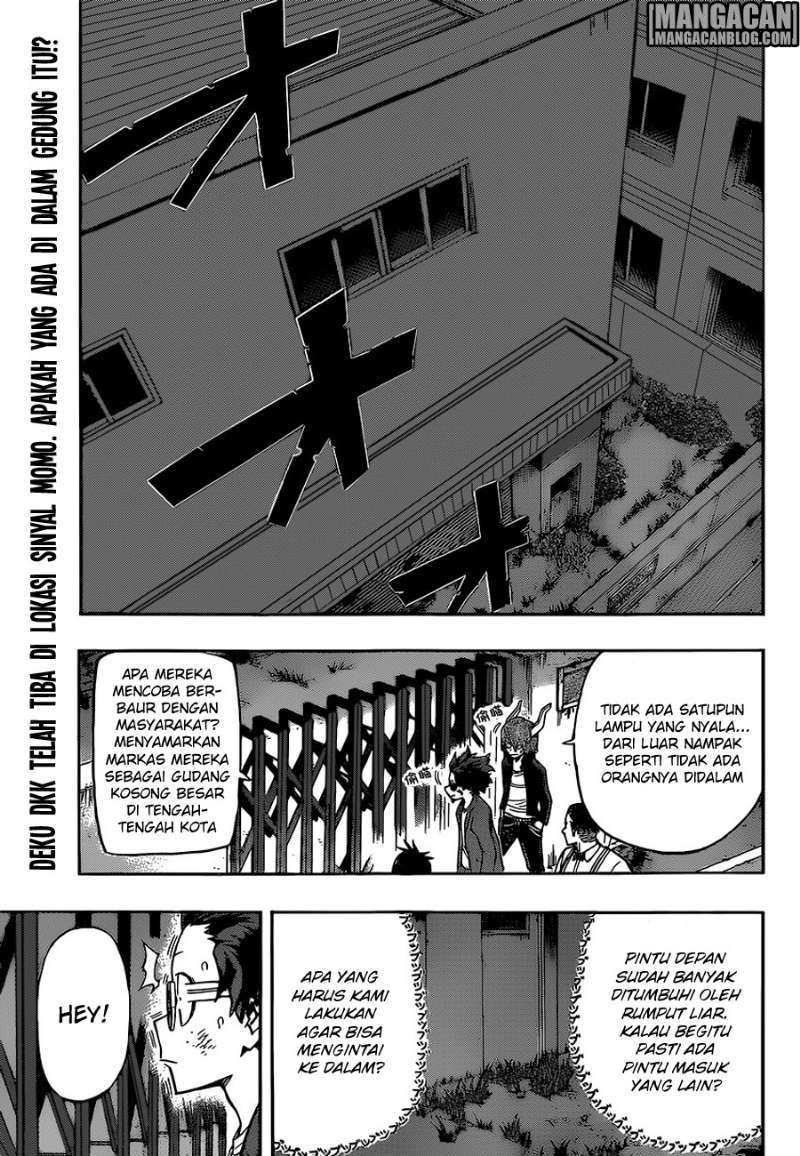 MANGACAN
MANGACANBLOG.COM
DEKU DKK TELAH TIBA DI LOKASI SINYAL MOMO. APAKAH YANG ADA DI DALAM GEDUNG ITU!?
TIDAK ADA SATUPUN
LAMPU YANG NYALA...
DARI LUAR NAMPAK
SEPERTI TIDAK ADA
ORANGNYA DIDALAM
APA MEREKA
MENCOBA BER-
BAUR DENGAN
MASYARAKAT?
MENYAMARKAN
MARKAS MEREKA
SEBAGAI GUDANG
KOSONG BESAR
DI TENGAH-
TENGAH KOTA
偷瞄
偷瞄
PINTU DEPAN
SUDAH BANYAK
DITUMBUHI OLEH
RUMPUT LIAR.
KALAU BEGITU
PASTI ADA
PINTU MASUK
YANG LAIN?
APA YANG
HARUS KAMI
LAKUKAN
AGAR BISA
MENGINTAI
KE DALAM?
HEY!